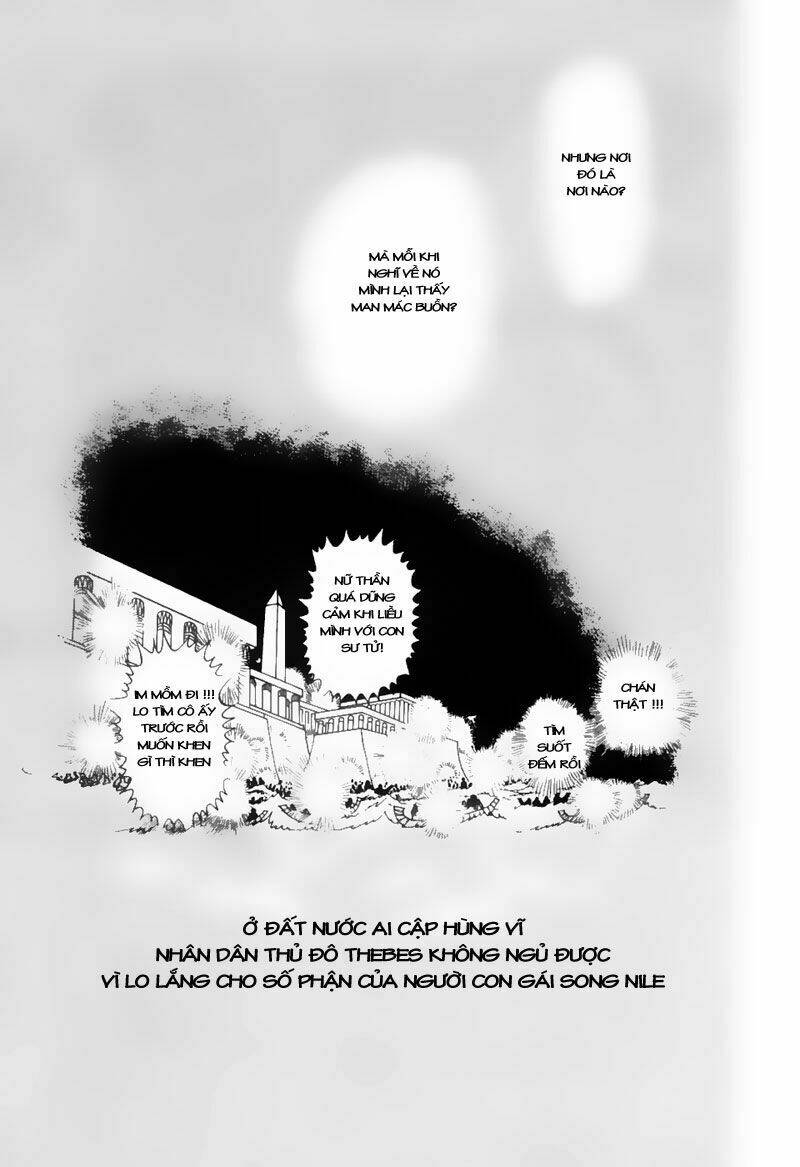 NHƯNG NƠI
ĐÓ LÀ
NƠI NÀO?
MÀ MỖI KHI
NGHĨ VỀ NÓ
MÌNH LẠI THẤY
MAN MÁC BUỒN?
NỮ THẦN
QUÁ DŨNG
CẢM KHI LIỀU
MÌNH VỚI CON
SƯ TỬ!
IM MỒM ĐI !!!
LO TÌM CÔ ẤY
TRƯỚC RỒI
MUỐN KHEN
GÌ THÌ KHEN
CHÁN
THẬT !!!
TÌM
SUỐT
ĐẾM RỒI
Ở ĐẤT NƯỚC AI CẬP HÙNG VĨ
NHÂN DÂN THỦ ĐÔ THEBES KHÔNG NGỦ ĐƯỢC
VÌ LO LẮNG CHO SỐ PHẬN CỦA NGƯỜI CON GÁI SONG NILE